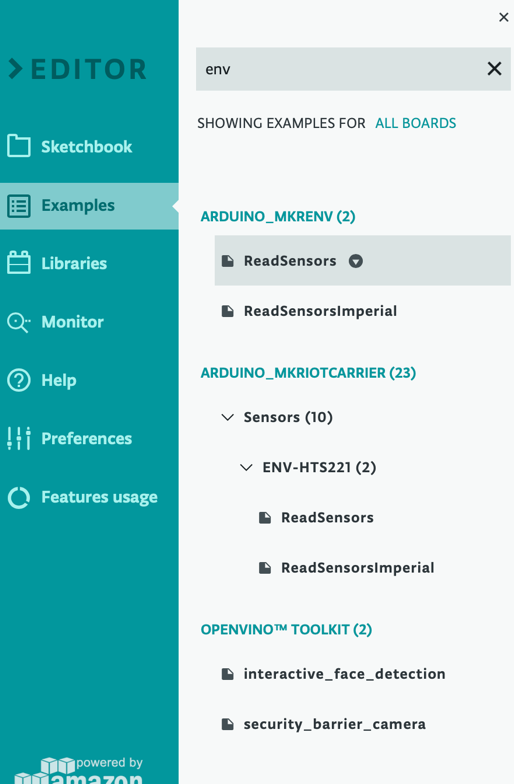 EDITOR
Sketchbook
Examples
Libraries
Monitor
Help
Preferences
Features usage
powered by
amazon
env
SHOWING EXAMPLES FOR ALL BOARDS
ARDUINO_MKRENV (2)
ReadSensors
ReadSensorsImperial
ARDUINO_MKRIOTCARRIER (23)
Sensors (10)
ENV-HTS221 (2)
ReadSensors
ReadSensorsImperial
OPENVINO™ TOOLKIT (2)
interactive_face_detection
security_barrier_camera